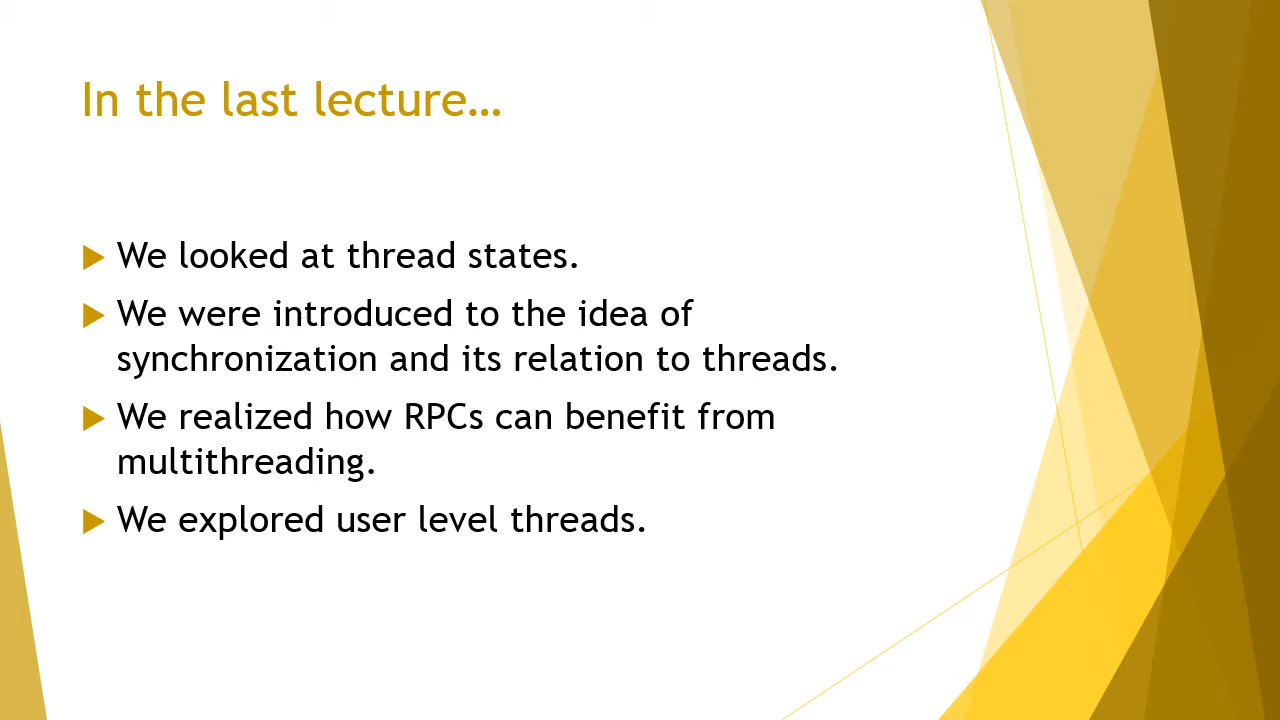 In the last lecture…
We looked at thread states.
We were introduced to the idea of
synchronization and its relation to threads.
We realized how RPCs can benefit from
multithreading.
We explored user level threads.